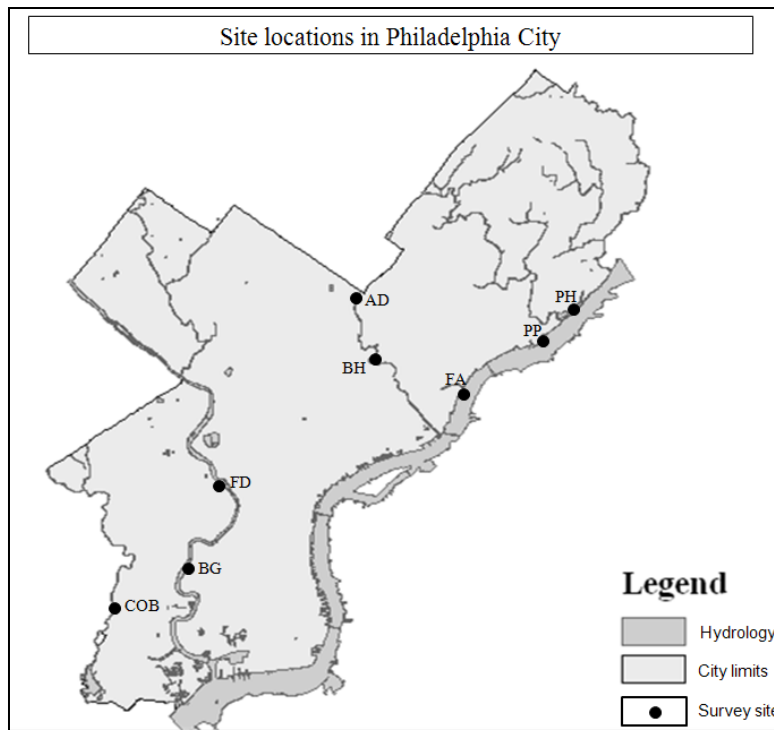 Site locations in Philadelphia City
PH
AD
PP
BH
FA
FD
BG
COB
Legend
Hydrology
City limits
Survey site